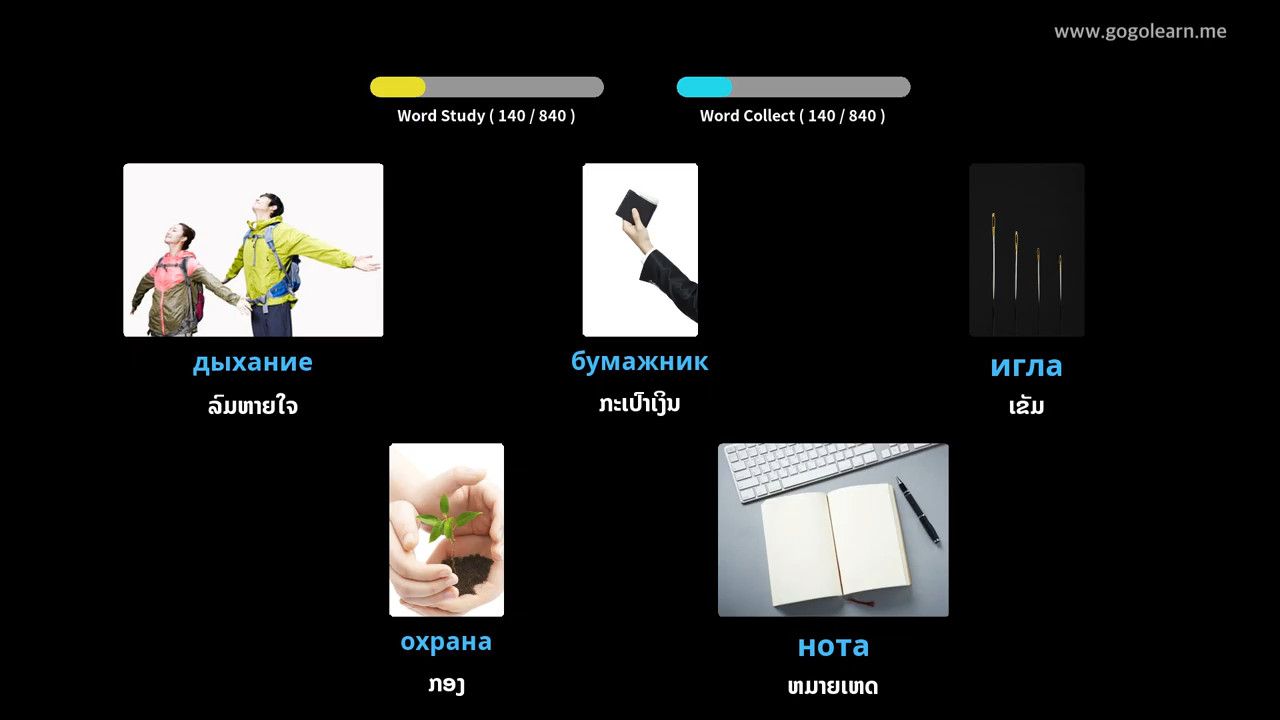 www.gogolearn.me
Word Study ( 140 / 840 )
Word Collect ( 140 / 840 )
дыхание
ລົມຫາຍໃຈ
бумажник
ກະເປົາເງິນ
игла
ເຂັມ
охрана
ກອງ
нота
ຫມາຍເຫດ